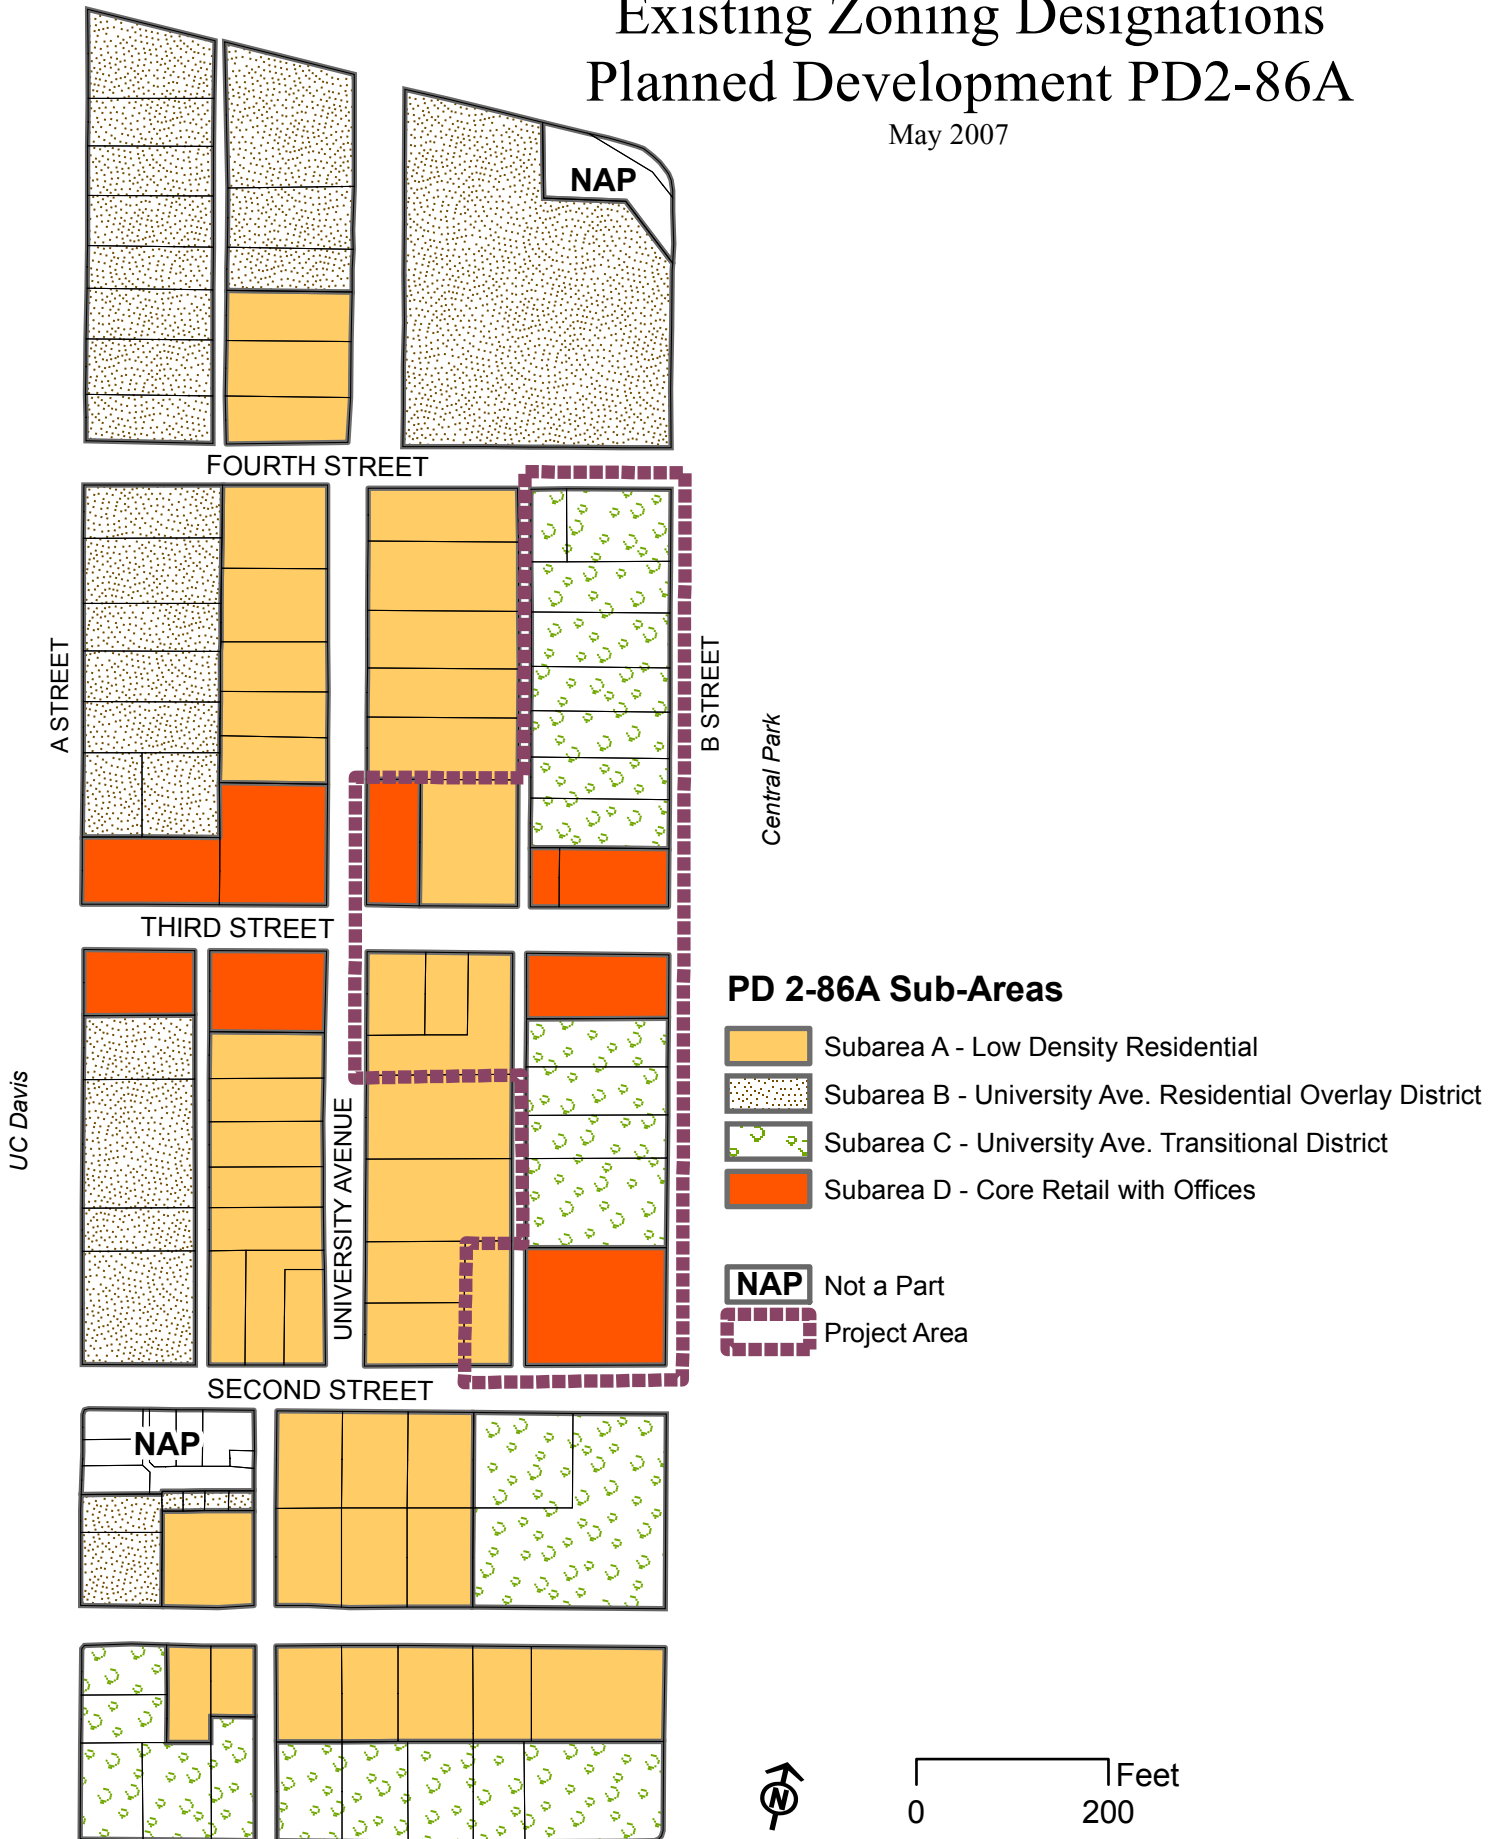 Existing Zoning Designations
Planned Development PD2-86A
May 2007
NAP
FOURTH STREET
A STREET
B STREET
Central Park
THIRD STREET
UC Davis
UNIVERSITY AVENUE
PD 2-86A Sub-Areas
Subarea A - Low Density Residential
Subarea B - University Ave. Residential Overlay District
Subarea C - University Ave. Transitional District
Subarea D - Core Retail with Offices
NAP Not a Part
Project Area
SECOND STREET
NAP
N
Feet
0 200